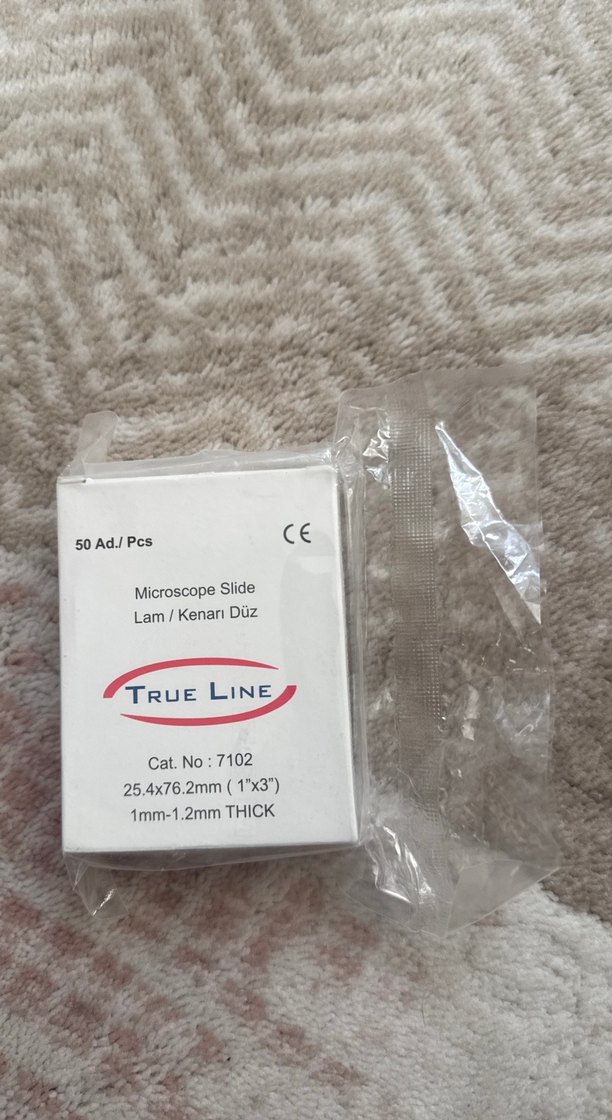 50 Ad./ Pcs
CE
Microscope Slide
Lam / Kenarı Düz
TRUE LINE
Cat. No : 7102
25.4x76.2mm ( 1”x3”)
1mm-1.2mm THICK